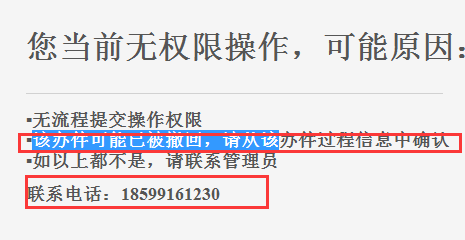 您当前无权限操作，可能原因：
▪无流程提交操作权限
▪该办件可能已被撤回，请从该办件过程信息中确认
▪如以上都不是，请联系管理员
联系电话：18599161230